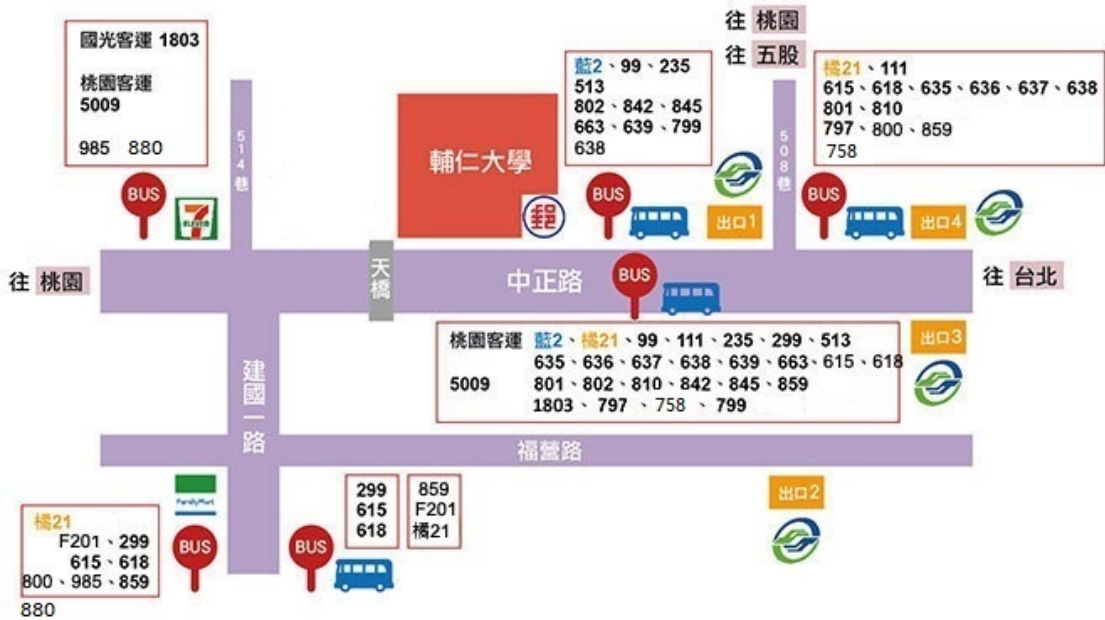 往 桃園
往 五股
國光客運 1803
桃園客運
5009
985 880
藍2、99、235
513
802、842、845
663、639、799
638
橘21、111
615、618、635、636、637、638
801、810
797、800、859
758
514巷
508巷
輔仁大學
郵
BUS
7
ELEVEN
BUS
出口1
BUS
出口4
往 桃園
天橋
中正路
BUS
往 台北
桃園客運 藍2、橘21、99、111、235、299、513
635、636、637、638、639、663、615、618
5009 801、802、810、842、845、859
1803、797、758、799
出口3
建國一路
福營路
FamilyMart
299
615
618
859
F201
橘21
出口2
橘21
F201、299
615、618
800、985、859
880
BUS
BUS